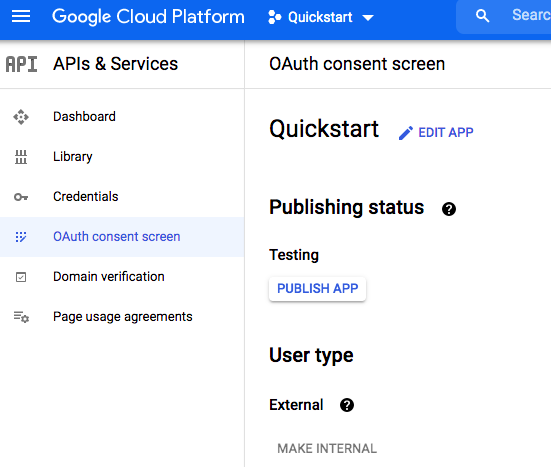 Google Cloud Platform
Quickstart
Searc
API
APIs & Services
OAuth consent screen
Dashboard
Library
Credentials
OAuth consent screen
Domain verification
Page usage agreements
Quickstart
EDIT APP
Publishing status
Testing
PUBLISH APP
User type
External
MAKE INTERNAL